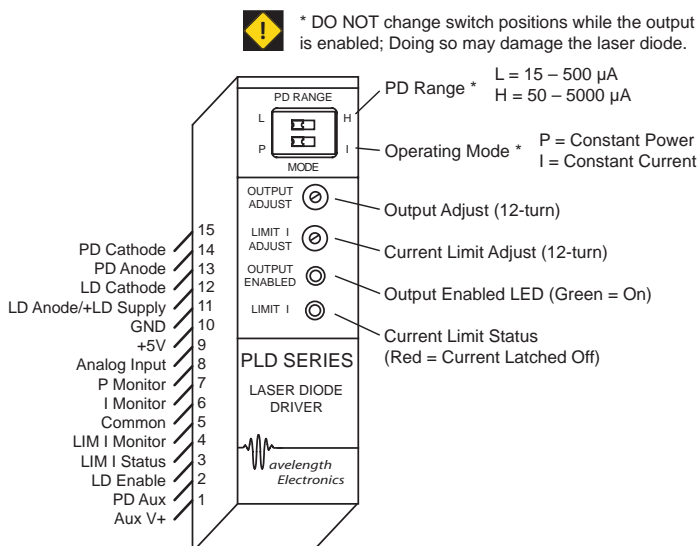 * DO NOT change switch positions while the output
is enabled; Doing so may damage the laser diode.
PD RANGE
L
H
P
I
MODE
PD Range *
L = 15 – 500 µA
H = 50 – 5000 µA
Operating Mode *
P = Constant Power
I = Constant Current
OUTPUT
ADJUST
Output Adjust (12-turn)
LIMIT I
ADJUST
Current Limit Adjust (12-turn)
OUTPUT
ENABLED
Output Enabled LED (Green = On)
LIMIT I
Current Limit Status
(Red = Current Latched Off)
PLD SERIES
LASER DIODE
DRIVER
avelength
Electronics
15
PD Cathode 14
PD Anode 13
LD Cathode 12
LD Anode/+LD Supply 11
GND 10
+5V 9
Analog Input 8
P Monitor 7
I Monitor 6
Common 5
LIM I Monitor 4
LIM I Status 3
LD Enable 2
PD Aux 1
Aux V+